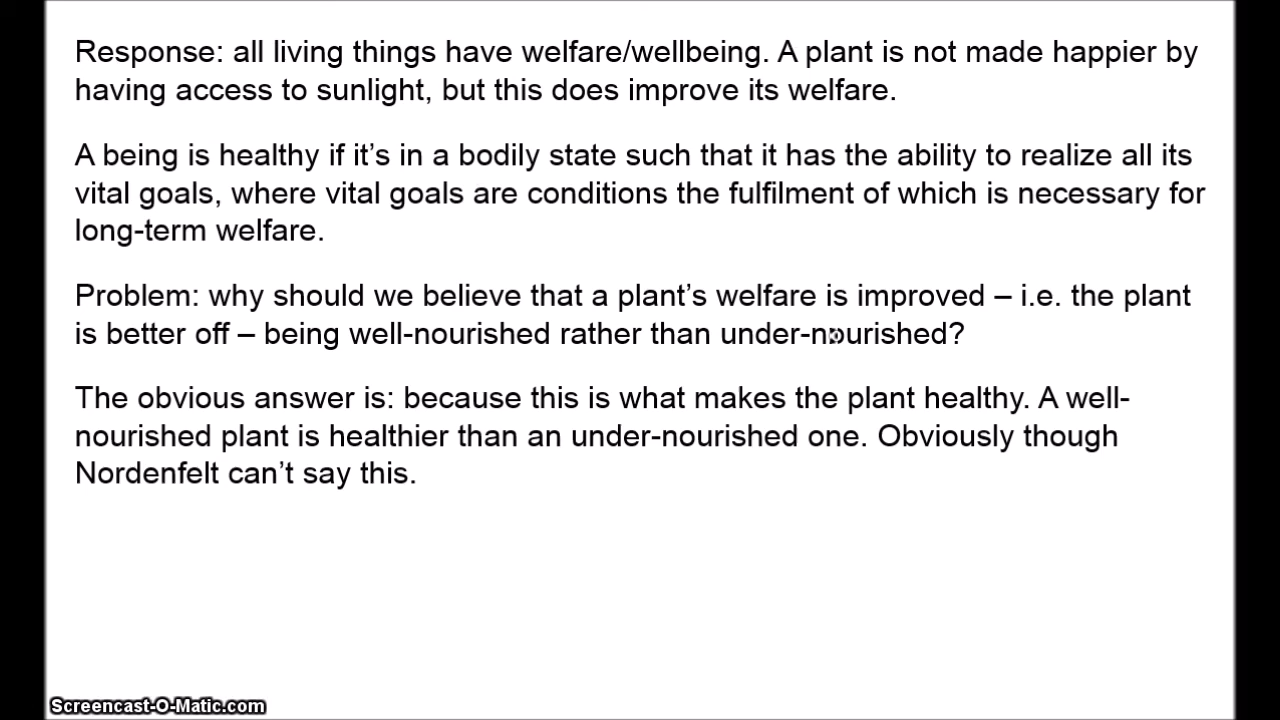 Response: all living things have welfare/wellbeing. A plant is not made happier by
having access to sunlight, but this does improve its welfare.
A being is healthy if it’s in a bodily state such that it has the ability to realize all its
vital goals, where vital goals are conditions the fulfilment of which is necessary for
long-term welfare.
Problem: why should we believe that a plant’s welfare is improved – i.e. the plant
is better off – being well-nourished rather than under-nourished?
The obvious answer is: because this is what makes the plant healthy. A well-
nourished plant is healthier than an under-nourished one. Obviously though
Nordenfelt can’t say this.
Screencast-O-Matic.com